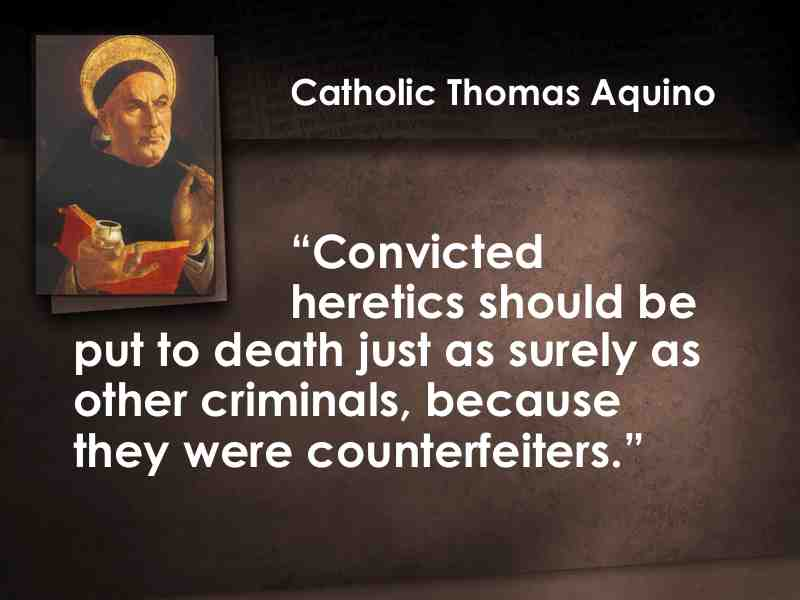 Catholic Thomas Aquino
“Convicted
heretics should be
put to death just as surely as
other criminals, because
they were counterfeiters.”